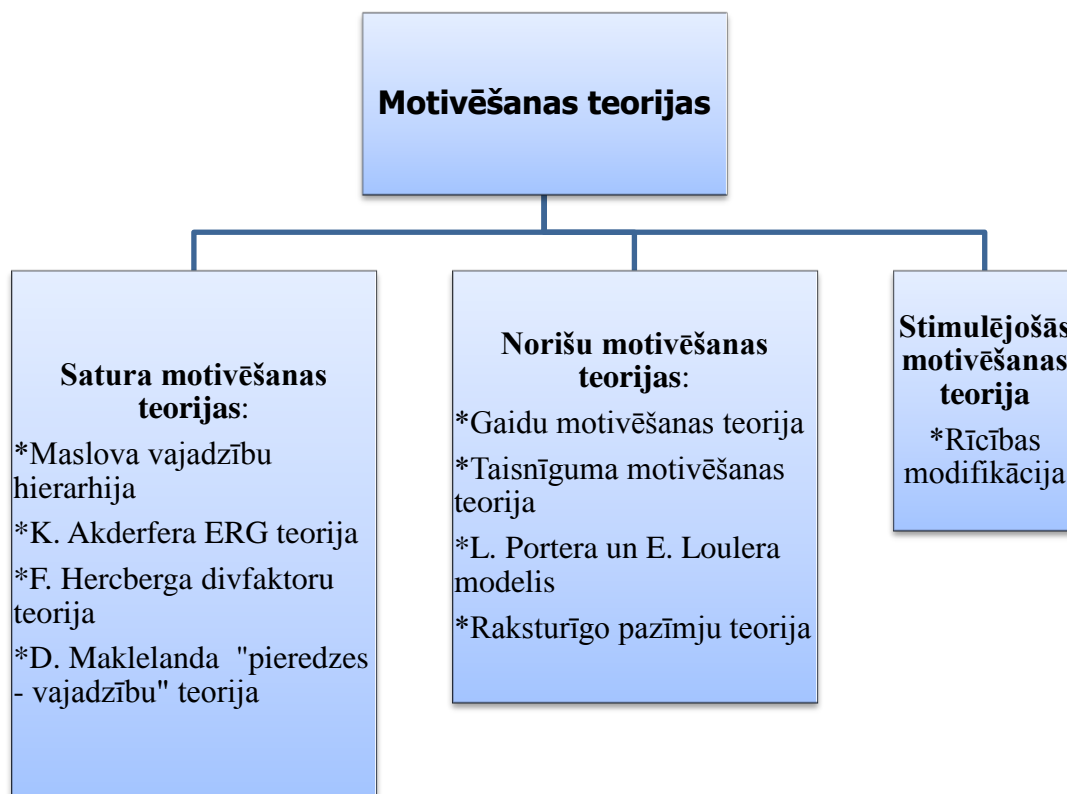 Motivēšanas teorijas
Satura motivēšanas
teorijas:
*Maslova vajadzību
hierarhija
*K. Akderfera ERG teorija
*F. Hercberga divfaktoru
teorija
*D. Maklelanda "pieredzes
- vajadzību" teorija
Norišu motivēšanas
teorijas:
*Gaidu motivēšanas teorija
*Taisnīguma motivēšanas
teorija
*L. Portera un E. Loulera
modelis
*Raksturīgo pazīmju teorija
Stimulējošās
motivēšanas
teorija
*Rīcības
modifikācija